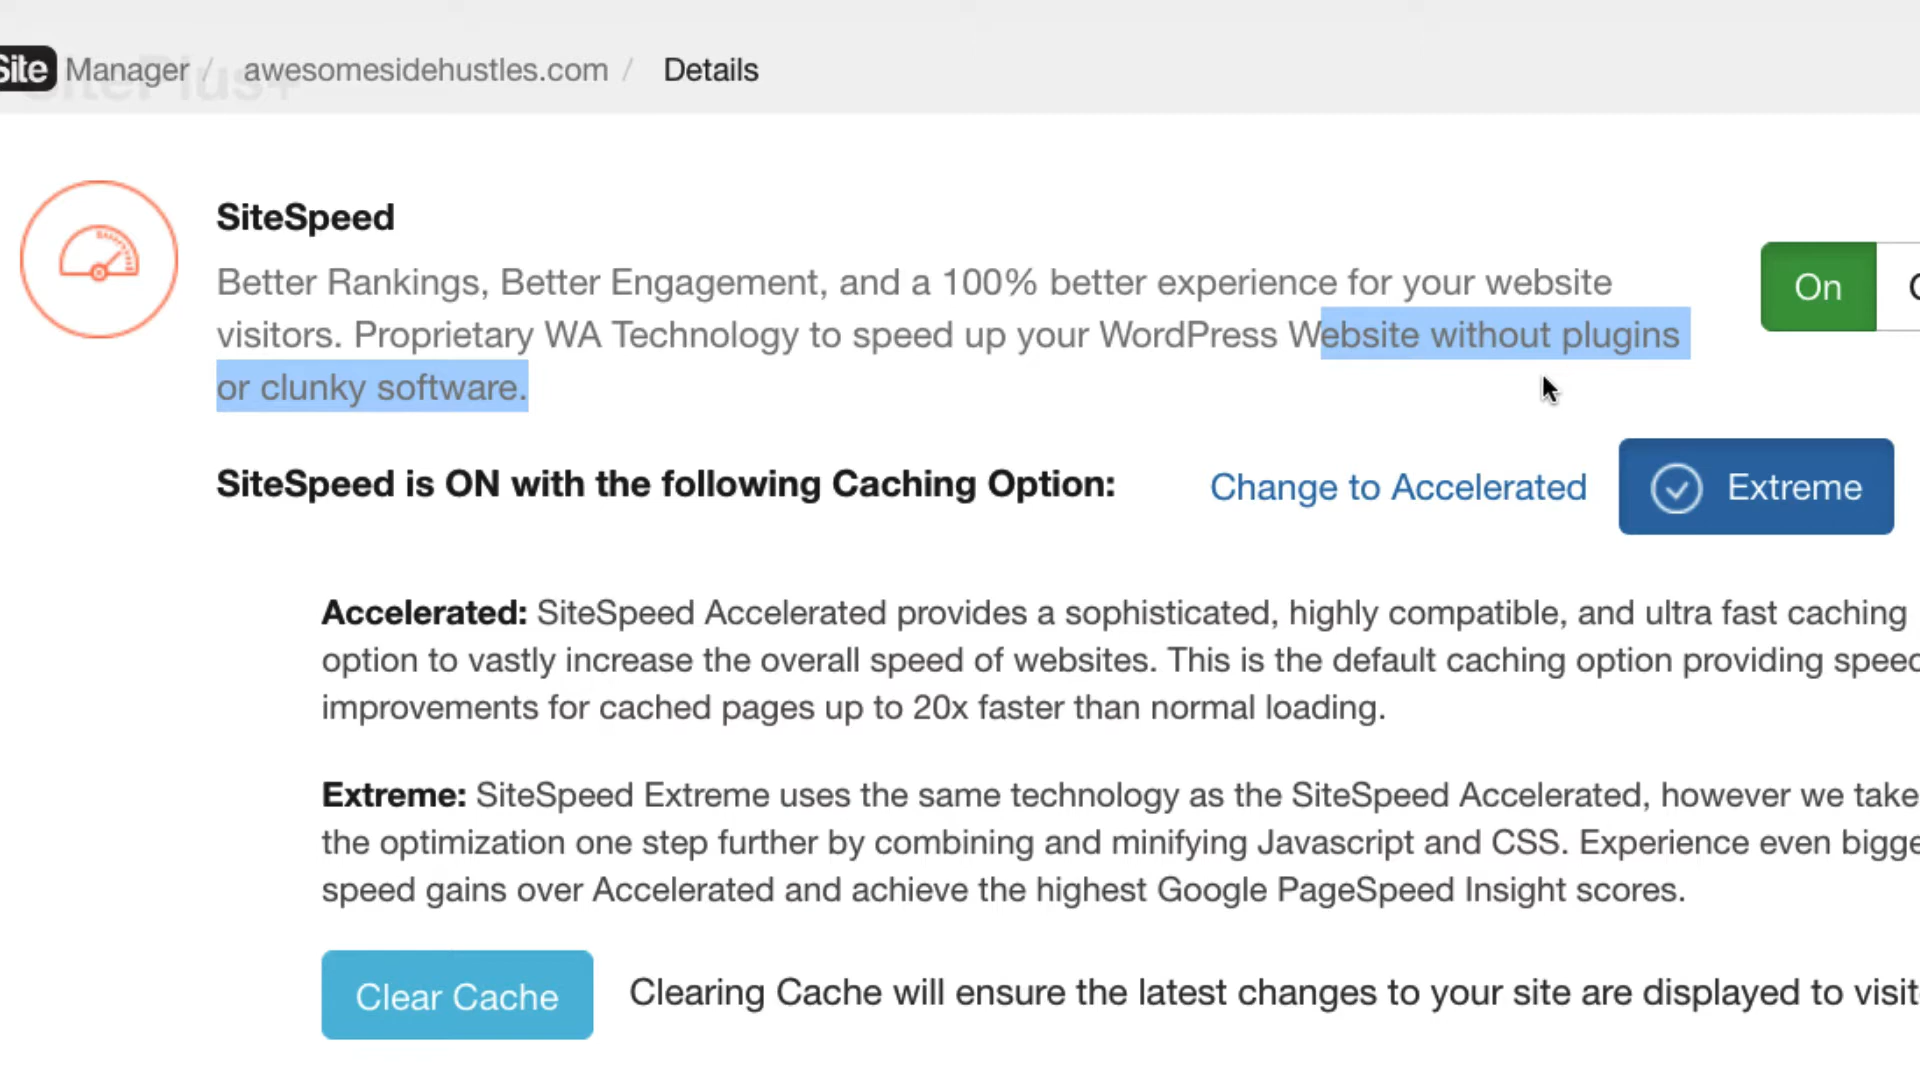 Site Manager / awesomesidehustles.com / Details
SitePlus+
SiteSpeed
Better Rankings, Better Engagement, and a 100% better experience for your website
visitors. Proprietary WA Technology to speed up your WordPress Website without plugins
or clunky software.
On
SiteSpeed is ON with the following Caching Option:
Change to Accelerated
Extreme
Accelerated: SiteSpeed Accelerated provides a sophisticated, highly compatible, and ultra fast caching
option to vastly increase the overall speed of websites. This is the default caching option providing speed
improvements for cached pages up to 20x faster than normal loading.
Extreme: SiteSpeed Extreme uses the same technology as the SiteSpeed Accelerated, however we take
the optimization one step further by combining and minifying Javascript and CSS. Experience even bigge
speed gains over Accelerated and achieve the highest Google PageSpeed Insight scores.
Clear Cache
Clearing Cache will ensure the latest changes to your site are displayed to visit